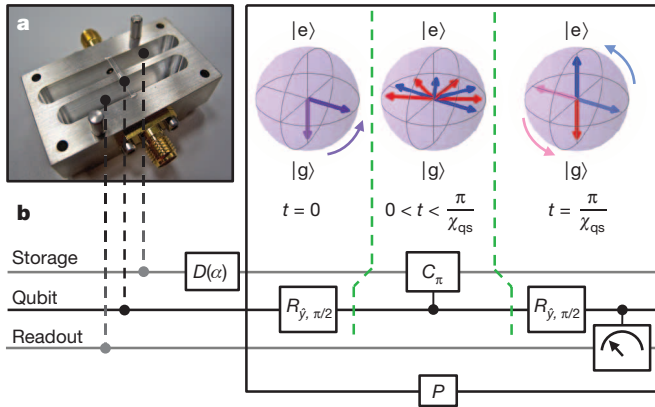 a
|e⟩ |e⟩ |e⟩
|g⟩ |g⟩ |g⟩
t = 0 0 < t < π/χqs t = π/χqs
b
Storage D(α) Cπ
Qubit Rŷ, π/2 Rŷ, π/2
Readout
P